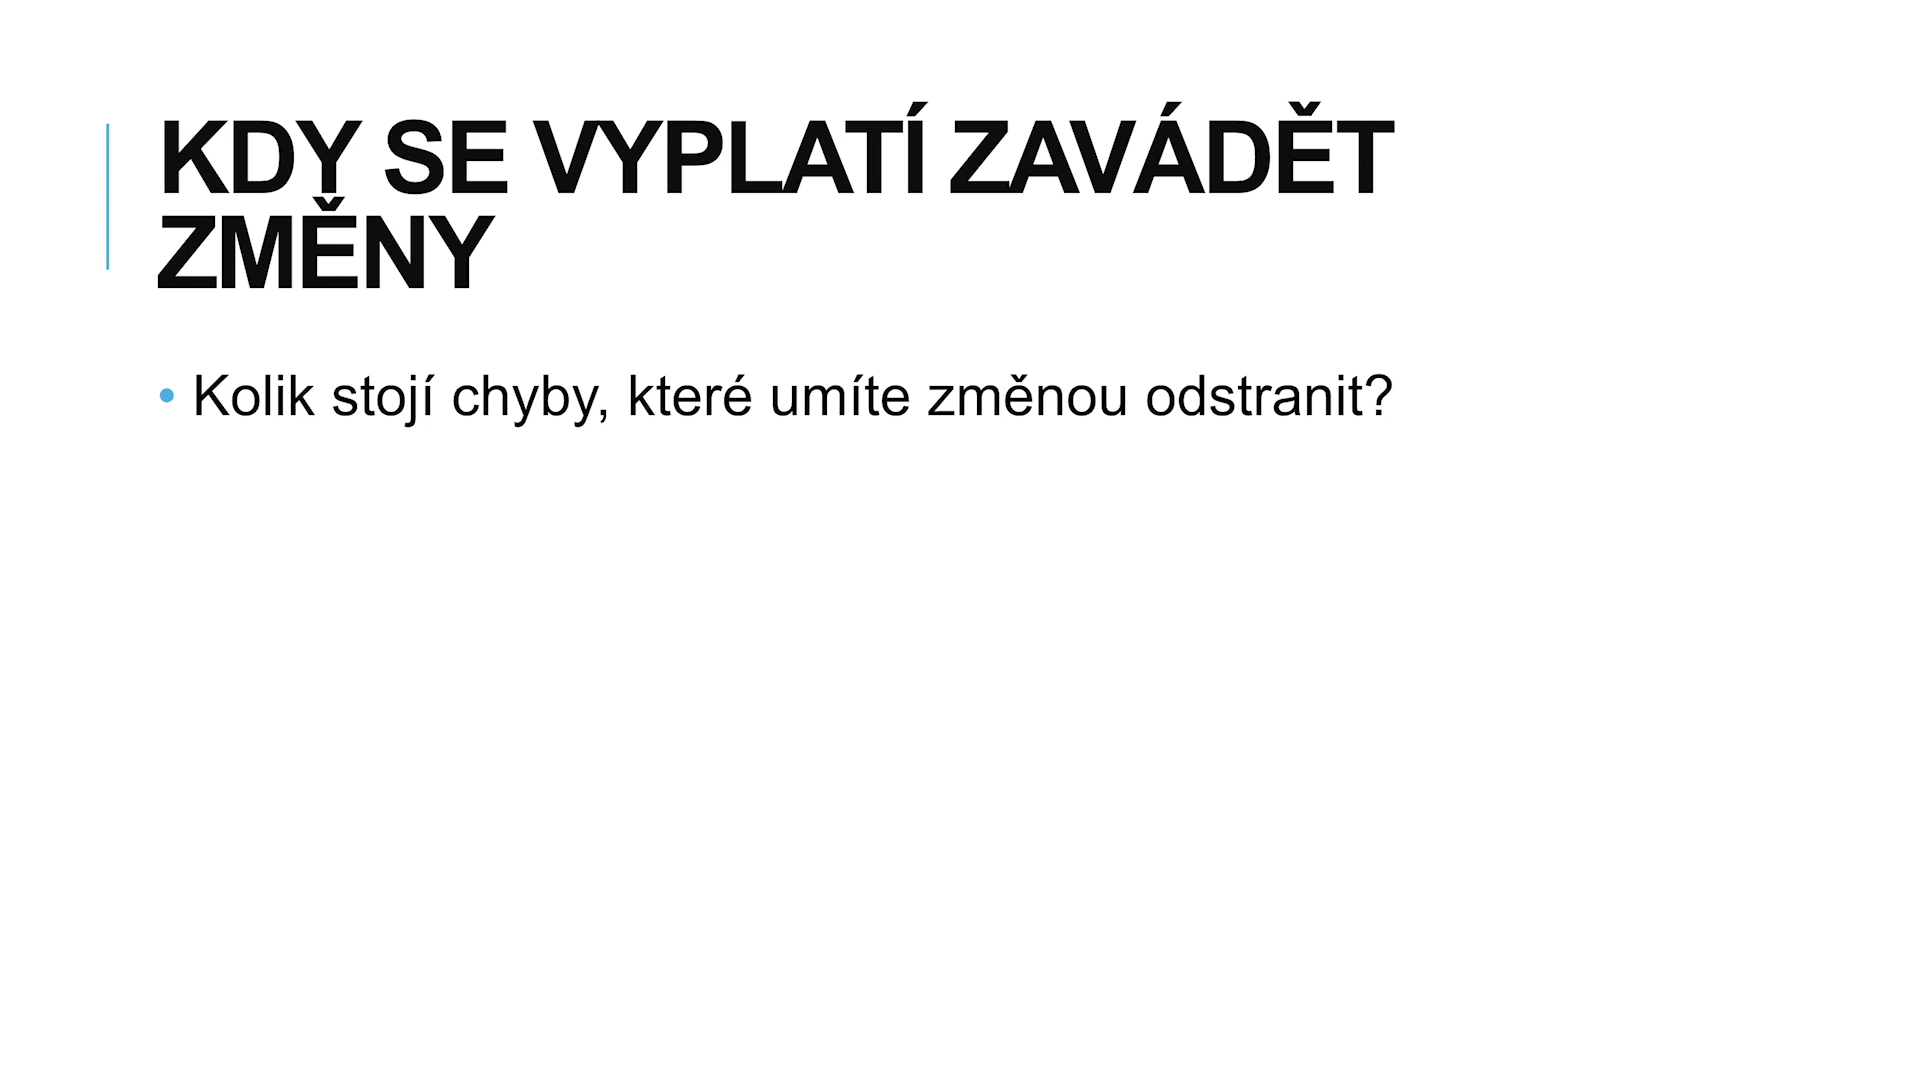 KDY SE VYPLATÍ ZAVÁDĚT
ZMĚNY
• Kolik stojí chyby, které umíte změnou odstranit?